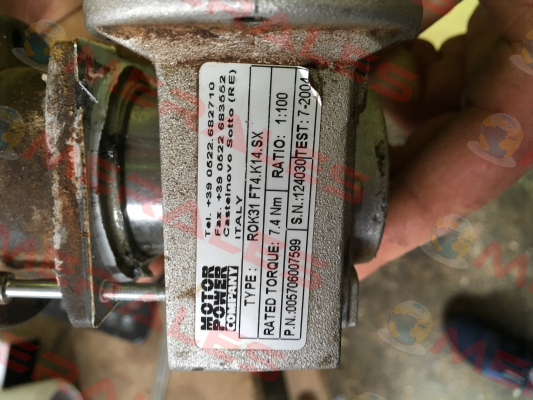 MOTOR
POWER
COMPANY
Tel. +39 0522.682710
Fax: +39 0522 683552
Castelnovo Sotto (RE)
ITALY
TYPE : ROK31 FT4.K14.SX
RATED TORQUE: 7.4 Nm RATIO: 1:100
P.N.:005706007599 S.N.:124030 TEST: 7-2004